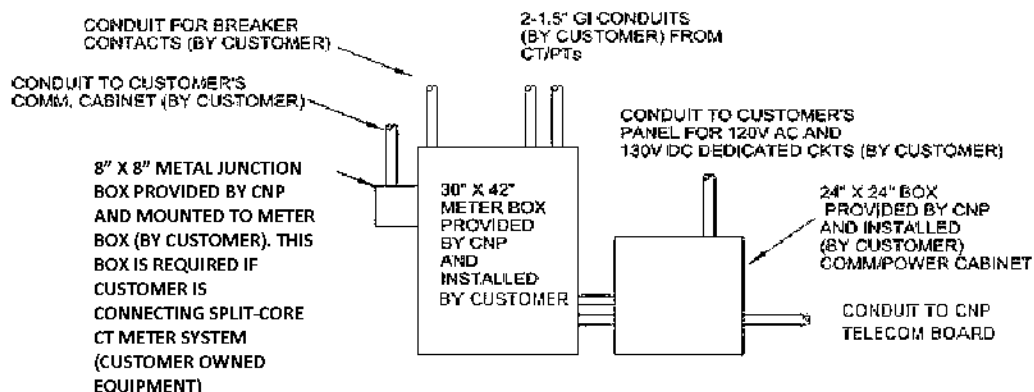 CONDUIT FOR BREAKER
CONTACTS (BY CUSTOMER)
2-1.5" GI CONDUITS
(BY CUSTOMER) FROM
CT/PTs
CONDUIT TO CUSTOMER'S
COMM. CABINET (BY CUSTOMER)
CONDUIT TO CUSTOMER'S
PANEL FOR 120V AC AND
130V DC DEDICATED CKTS (BY CUSTOMER)
8" X 8" METAL JUNCTION
BOX PROVIDED BY CNP
AND MOUNTED TO METER
BOX (BY CUSTOMER). THIS
BOX IS REQUIRED IF
CUSTOMER IS
CONNECTING SPLIT-CORE
CT METER SYSTEM
(CUSTOMER OWNED
EQUIPMENT)
30" X 42"
METER BOX
PROVIDED
BY CNP
AND
INSTALLED
BY CUSTOMER
24" X 24" BOX
PROVIDED BY CNP
AND INSTALLED
(BY CUSTOMER)
COMM/POWER CABINET
CONDUIT TO CNP
TELECOM BOARD